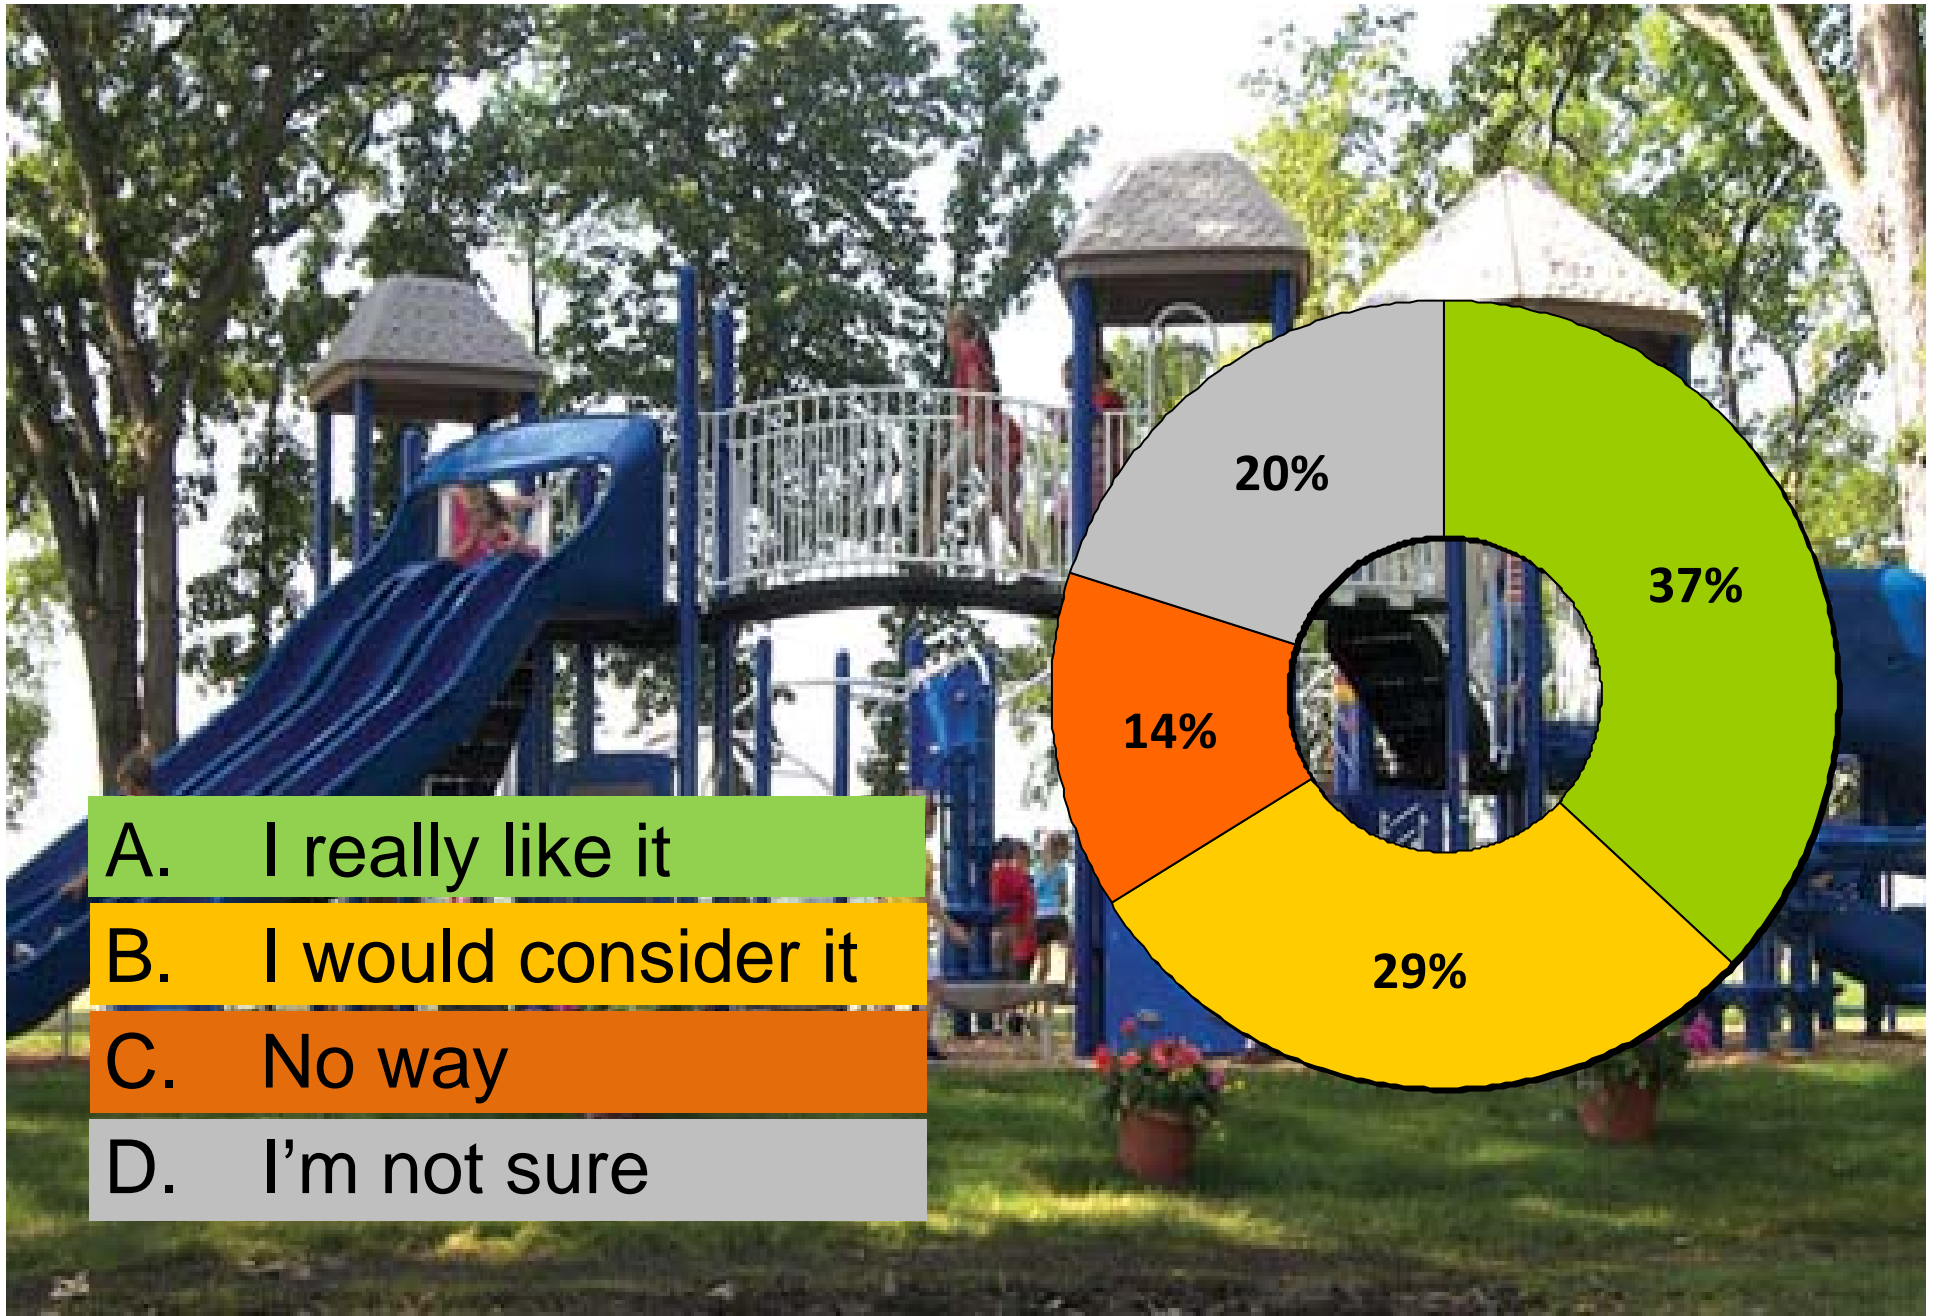 A. I really like it
B. I would consider it
C. No way
D. I'm not sure
20%
37%
14%
29%